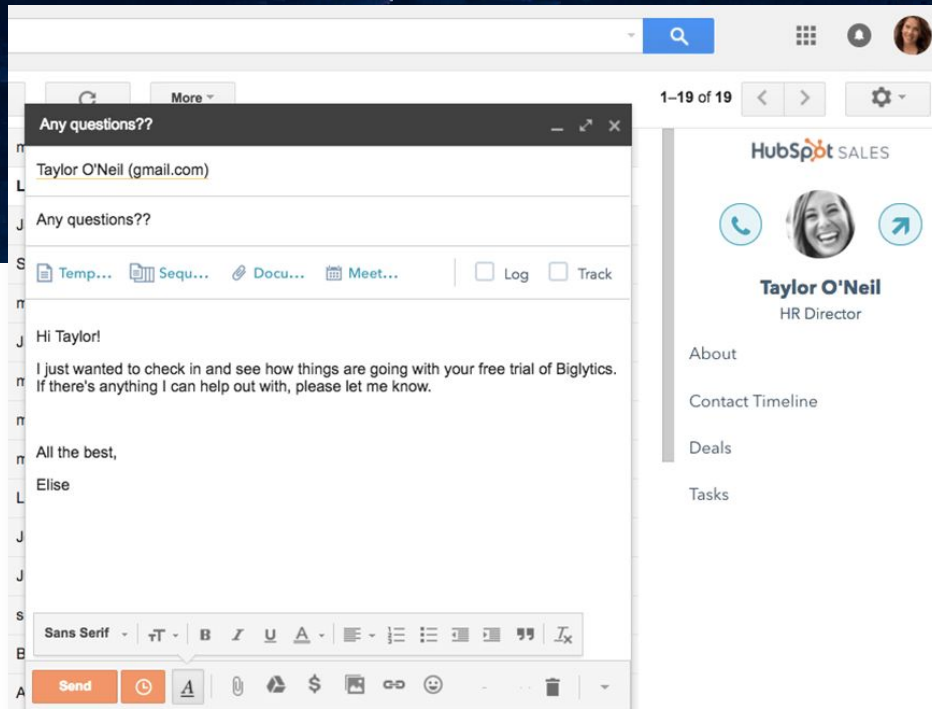 More
1–19 of 19
Any questions??
Taylor O'Neil (gmail.com)
Any questions??
Temp... Sequ... Docu... Meet... Log Track
Hi Taylor!
I just wanted to check in and see how things are going with your free trial of Biglytics.
If there's anything I can help out with, please let me know.
All the best,
Elise
Sans Serif
Send
HubSpot SALES
Taylor O'Neil
HR Director
About
Contact Timeline
Deals
Tasks